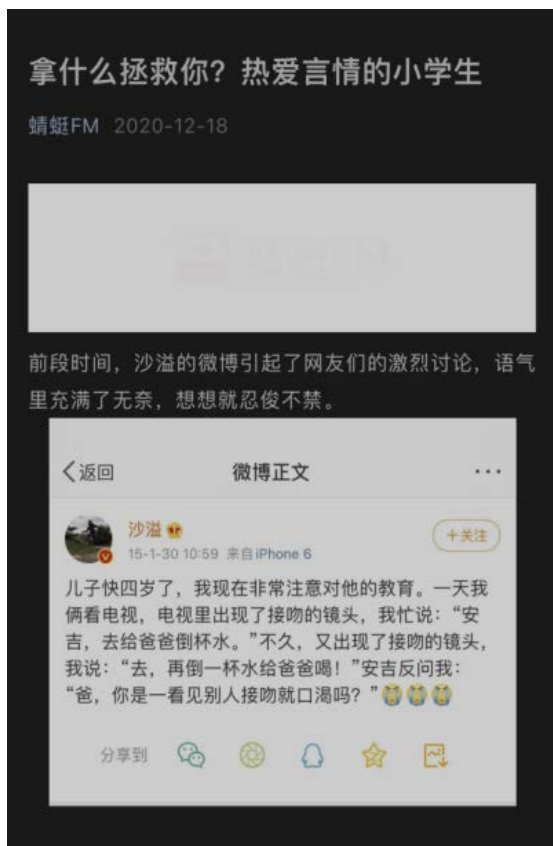 拿什么拯救你？热爱言情的小学生
蜻蜓FM 2020-12-18
前段时间，沙溢的微博引起了网友们的激烈讨论，语气
里充满了无奈，想想就忍俊不禁。
返回 微博正文
沙溢
+关注
15-1-30 10:59 来自iPhone 6
儿子快四岁了，我现在非常注意对他的教育。一天我
俩看电视，电视里出现了接吻的镜头，我忙说：“安
吉，去给爸爸倒杯水。”不久，又出现了接吻的镜头，
我说：“去，再倒一杯水给爸爸喝！”安吉反问我：
“爸，你是一看见别人接吻就口渴吗？”
分享到